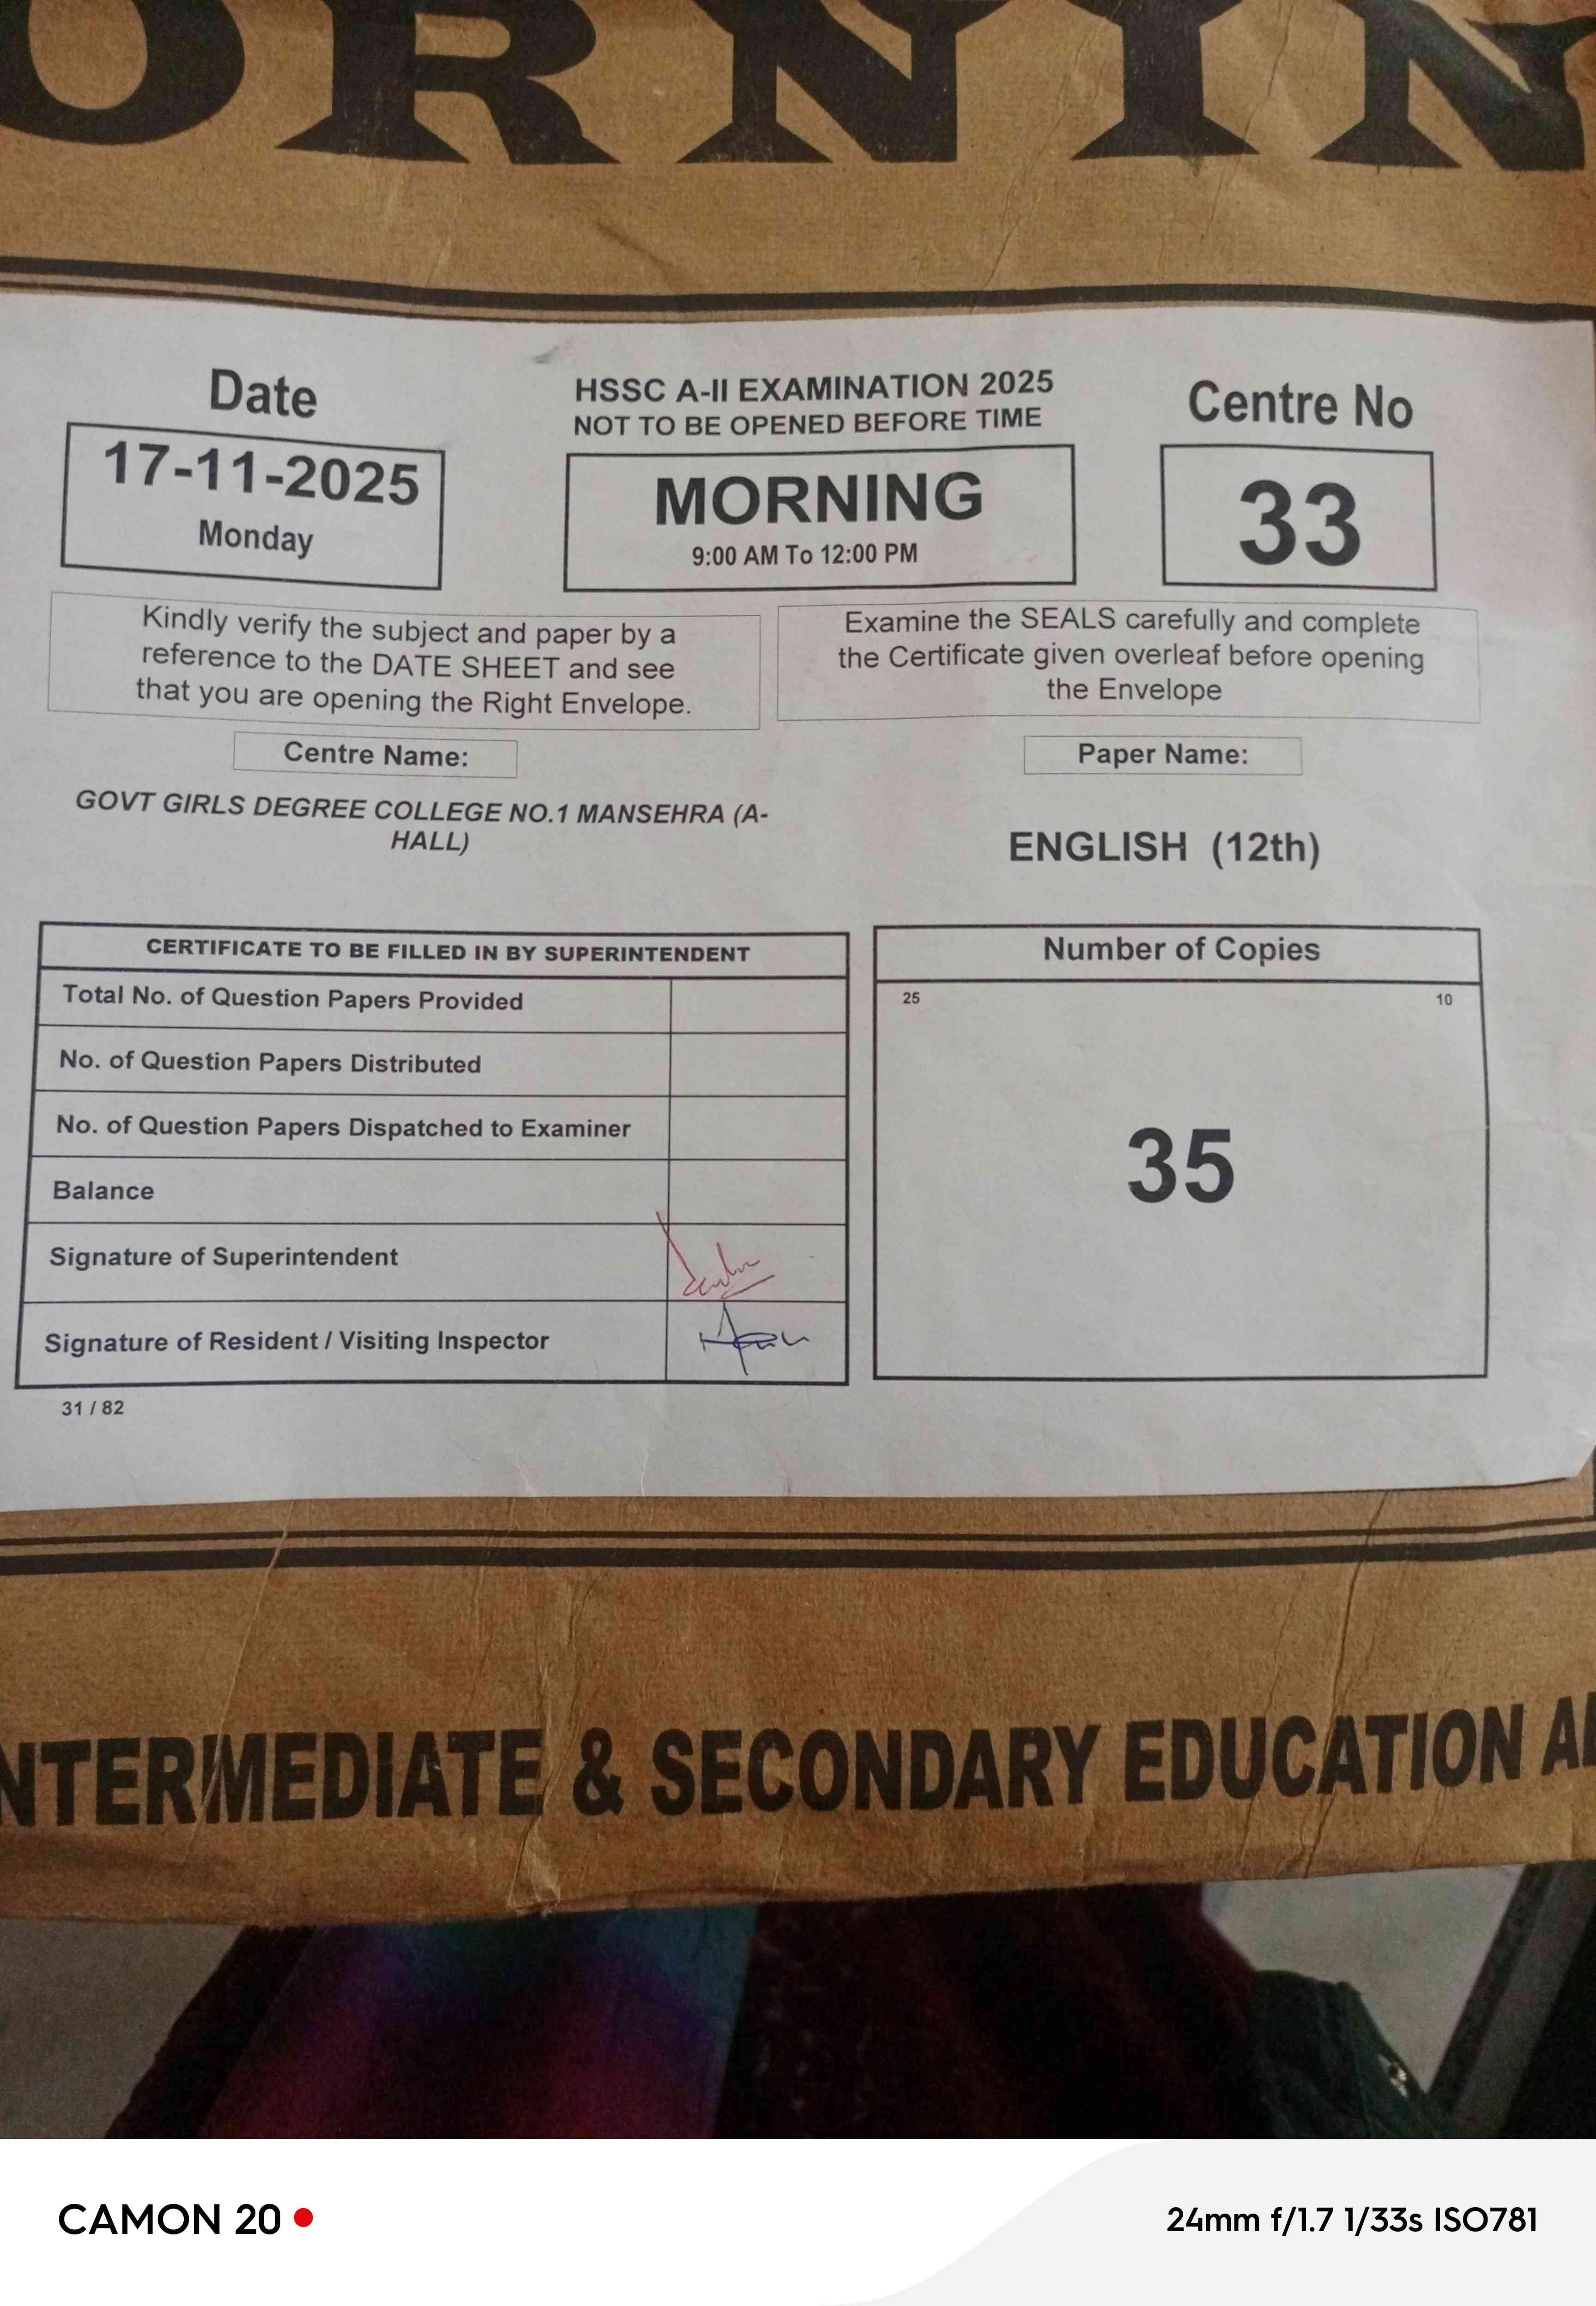 ORNIN
Date
17-11-2025
Monday
HSSC A-II EXAMINATION 2025
NOT TO BE OPENED BEFORE TIME
MORNING
9:00 AM To 12:00 PM
Centre No
33
Kindly verify the subject and paper by a
reference to the DATE SHEET and see
that you are opening the Right Envelope.
Examine the SEALS carefully and complete
the Certificate given overleaf before opening
the Envelope
Centre Name:
GOVT GIRLS DEGREE COLLEGE NO.1 MANSEHRA (A-
HALL)
Paper Name:
ENGLISH (12th)
CERTIFICATE TO BE FILLED IN BY SUPERINTENDENT
Total No. of Question Papers Provided
No. of Question Papers Distributed
No. of Question Papers Dispatched to Examiner
Balance
Signature of Superintendent
Signature of Resident / Visiting Inspector
31 / 82
Number of Copies
25 10
35
NTERMEDIATE & SECONDARY EDUCATION A
CAMON 20
24mm f/1.7 1/33s ISO781